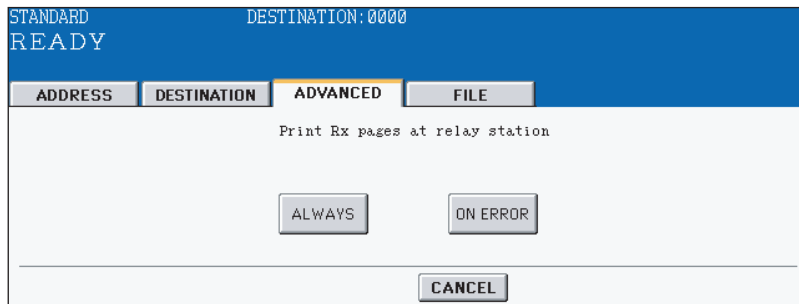 STANDARD DESTINATION:0000
READY
ADDRESS DESTINATION ADVANCED FILE
Print Rx pages at relay station
ALWAYS ON ERROR
CANCEL